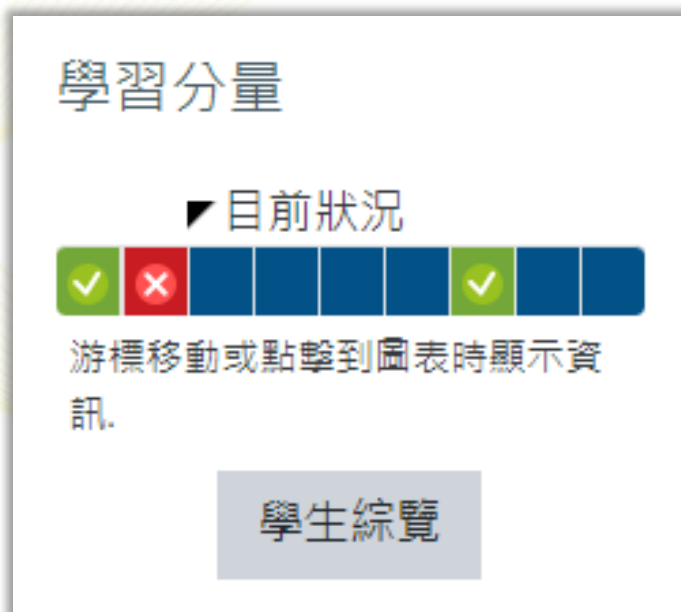 學習分量
目前狀況
游標移動或點擊到圖表時顯示資
訊.
學生綜覽